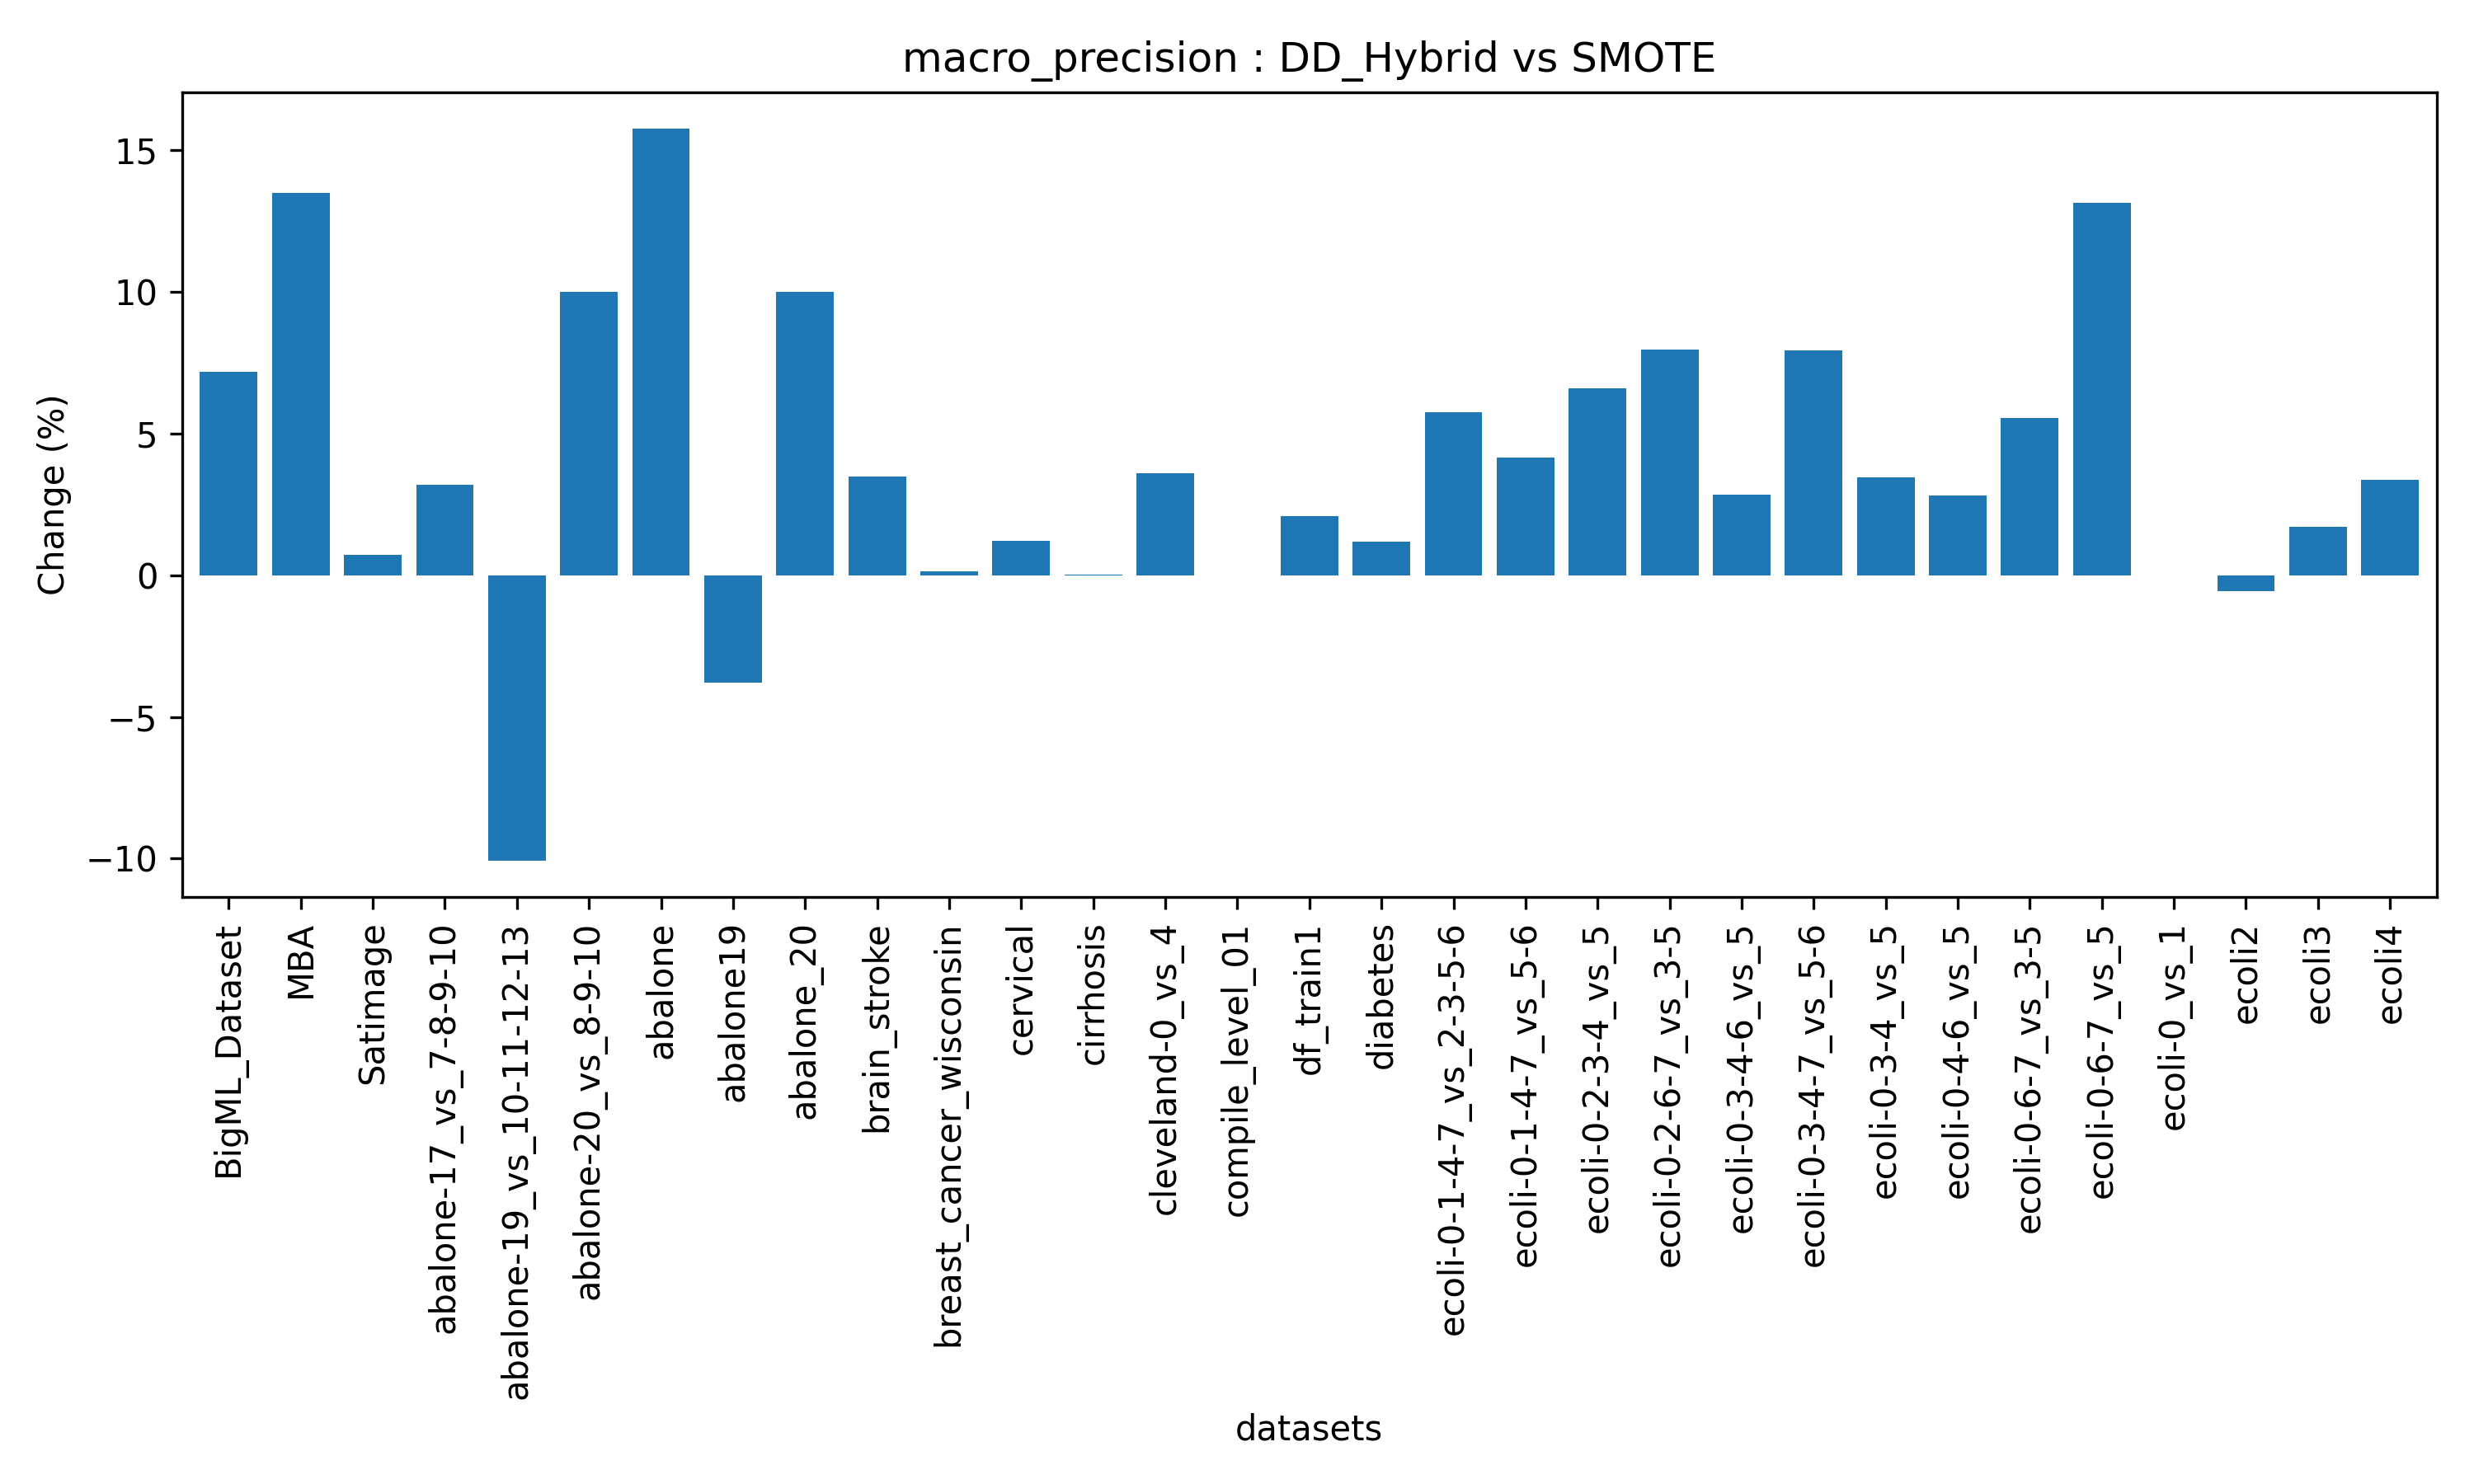 macro_precision : DD_Hybrid vs SMOTE
Change (%)
15
10
5
0
−5
−10
BigML_Dataset
MBA
Satimage
abalone-17_vs_7-8-9-10
abalone-19_vs_10-11-12-13
abalone-20_vs_8-9-10
abalone
abalone19
abalone_20
brain_stroke
breast_cancer_wisconsin
cervical
cirrhosis
cleveland-0_vs_4
compile_level_01
df_train1
diabetes
ecoli-0-1-4-7_vs_2-3-5-6
ecoli-0-1-4-7_vs_5-6
ecoli-0-2-3-4_vs_5
ecoli-0-2-6-7_vs_3-5
ecoli-0-3-4-6_vs_5
ecoli-0-3-4-7_vs_5-6
ecoli-0-3-4_vs_5
ecoli-0-4-6_vs_5
ecoli-0-6-7_vs_3-5
ecoli-0-6-7_vs_5
ecoli-0_vs_1
ecoli2
ecoli3
ecoli4
datasets